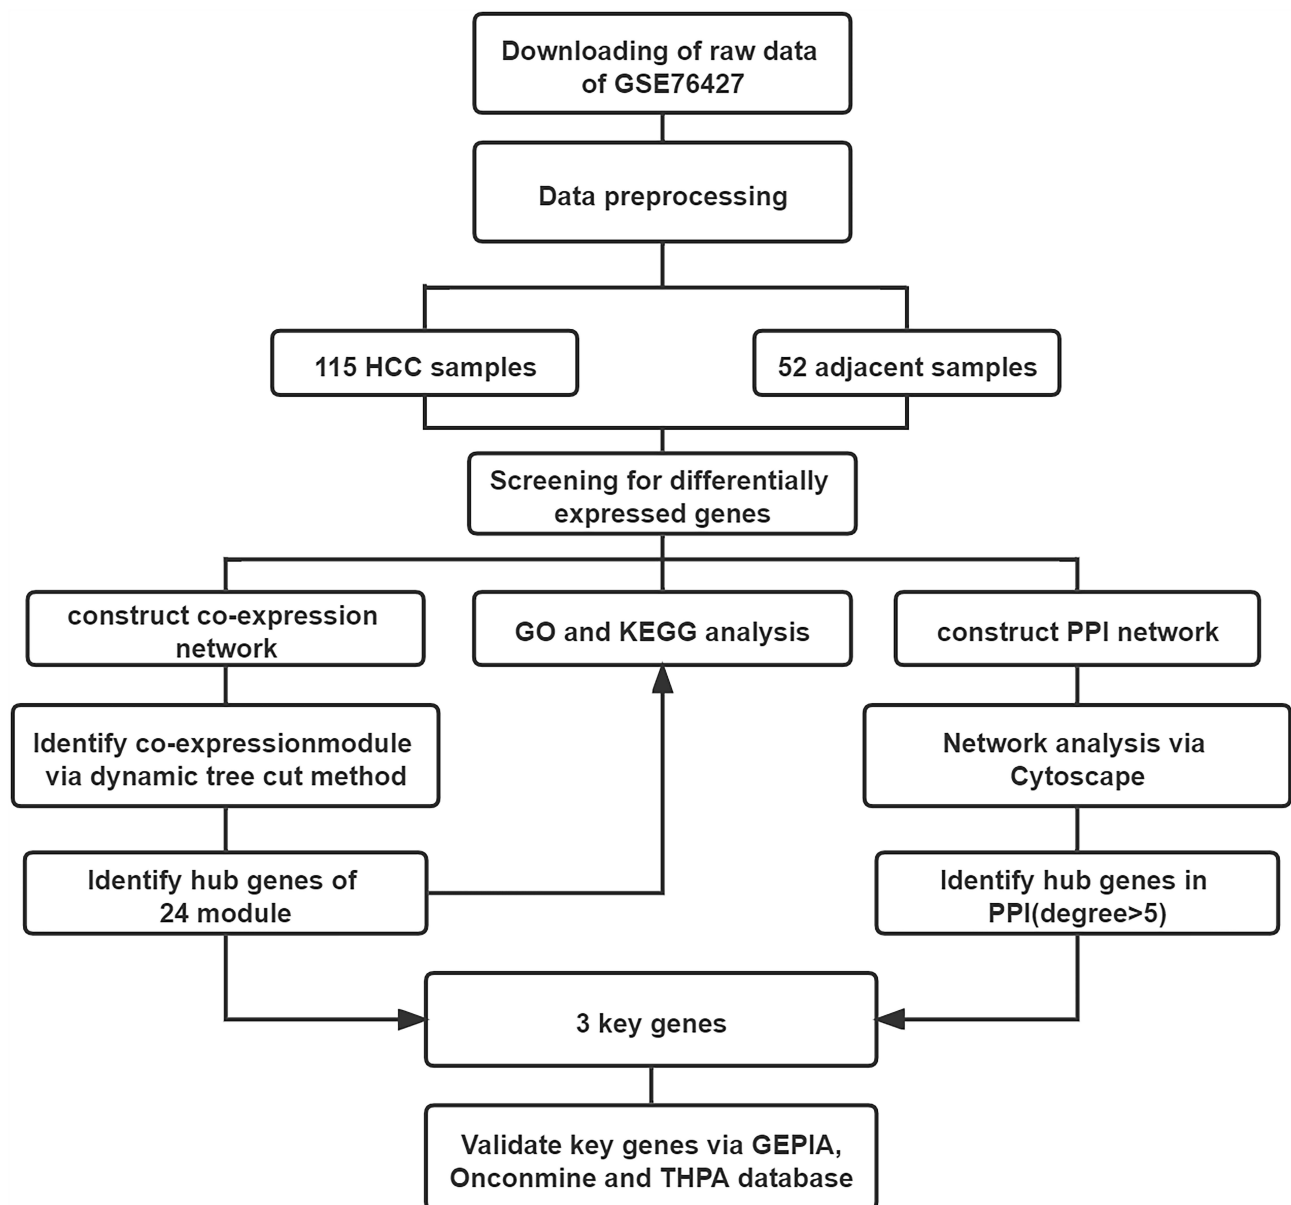 Downloading of raw data
of GSE76427
Data preprocessing
115 HCC samples
52 adjacent samples
Screening for differentially
expressed genes
construct co-expression
network
GO and KEGG analysis
construct PPI network
Identify co-expressionmodule
via dynamic tree cut method
Network analysis via
Cytoscape
Identify hub genes of
24 module
Identify hub genes in
PPI(degree>5)
3 key genes
Validate key genes via GEPIA,
Onconmine and THPA database